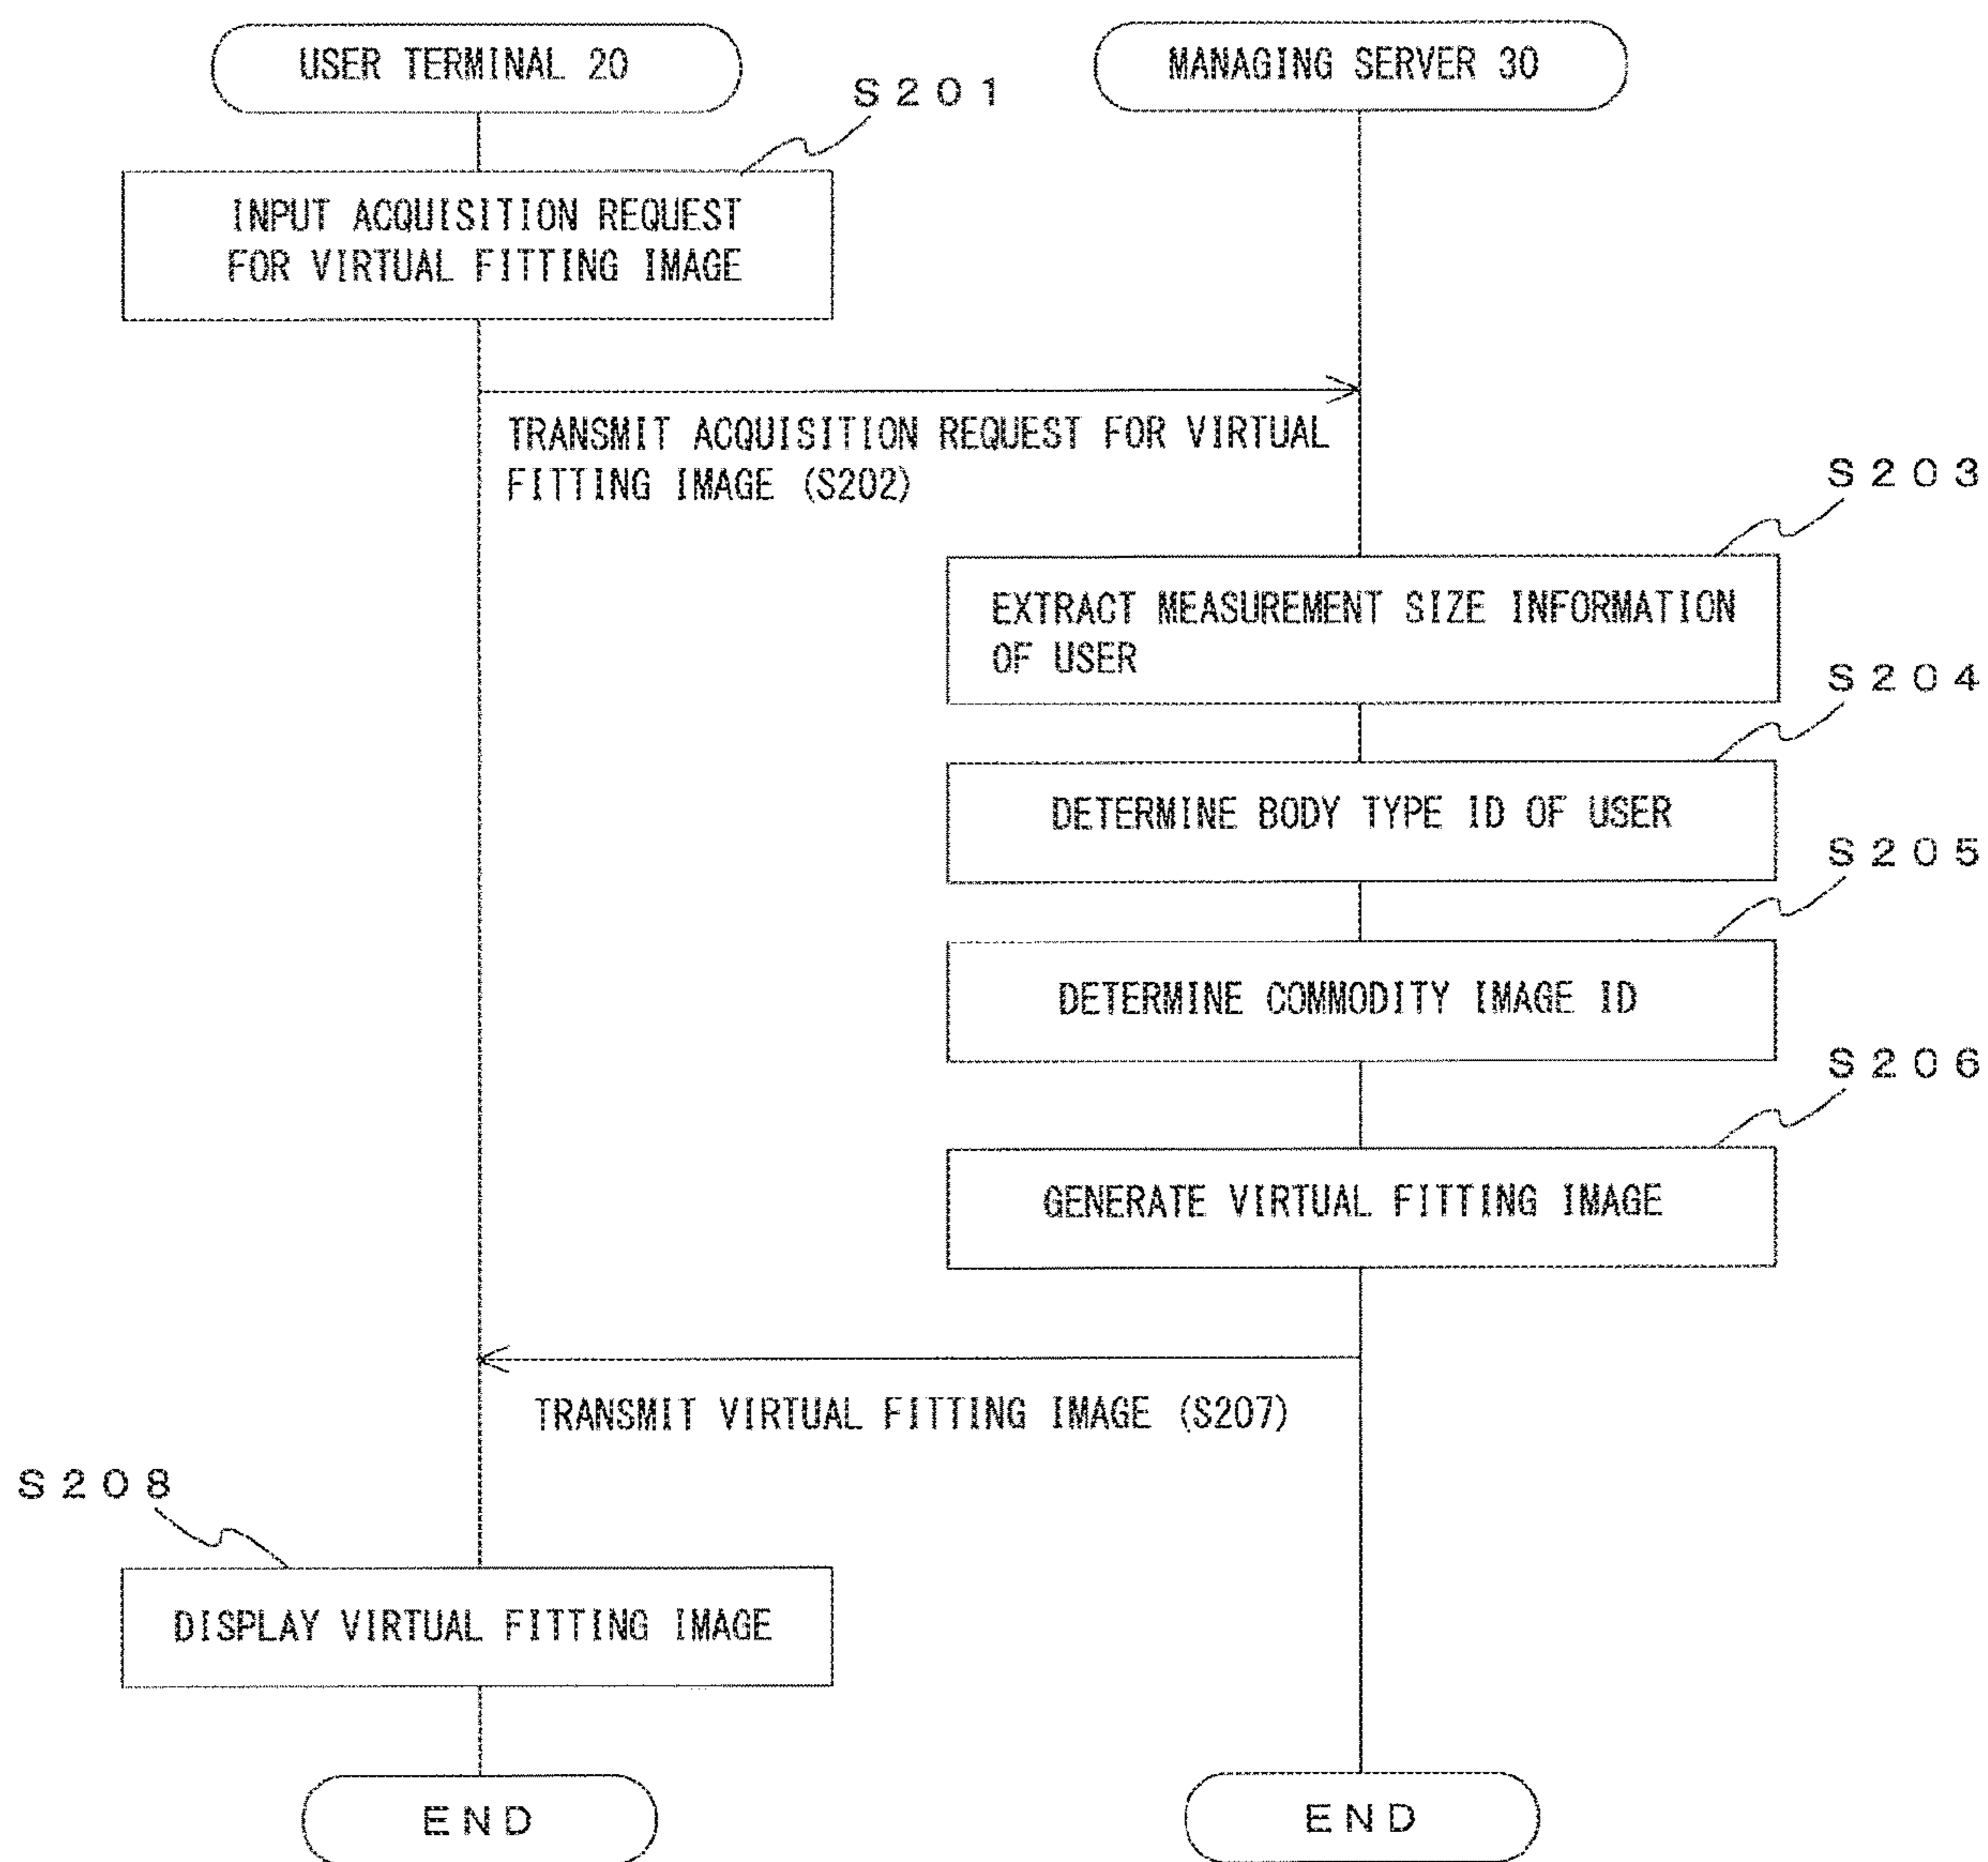 USER TERMINAL 20
MANAGING SERVER 30
S201
INPUT ACQUISITION REQUEST
FOR VIRTUAL FITTING IMAGE
TRANSMIT ACQUISITION REQUEST FOR VIRTUAL
FITTING IMAGE (S202)
S203
EXTRACT MEASUREMENT SIZE INFORMATION
OF USER
S204
DETERMINE BODY TYPE ID OF USER
S205
DETERMINE COMMODITY IMAGE ID
S206
GENERATE VIRTUAL FITTING IMAGE
TRANSMIT VIRTUAL FITTING IMAGE (S207)
S208
DISPLAY VIRTUAL FITTING IMAGE
END
END